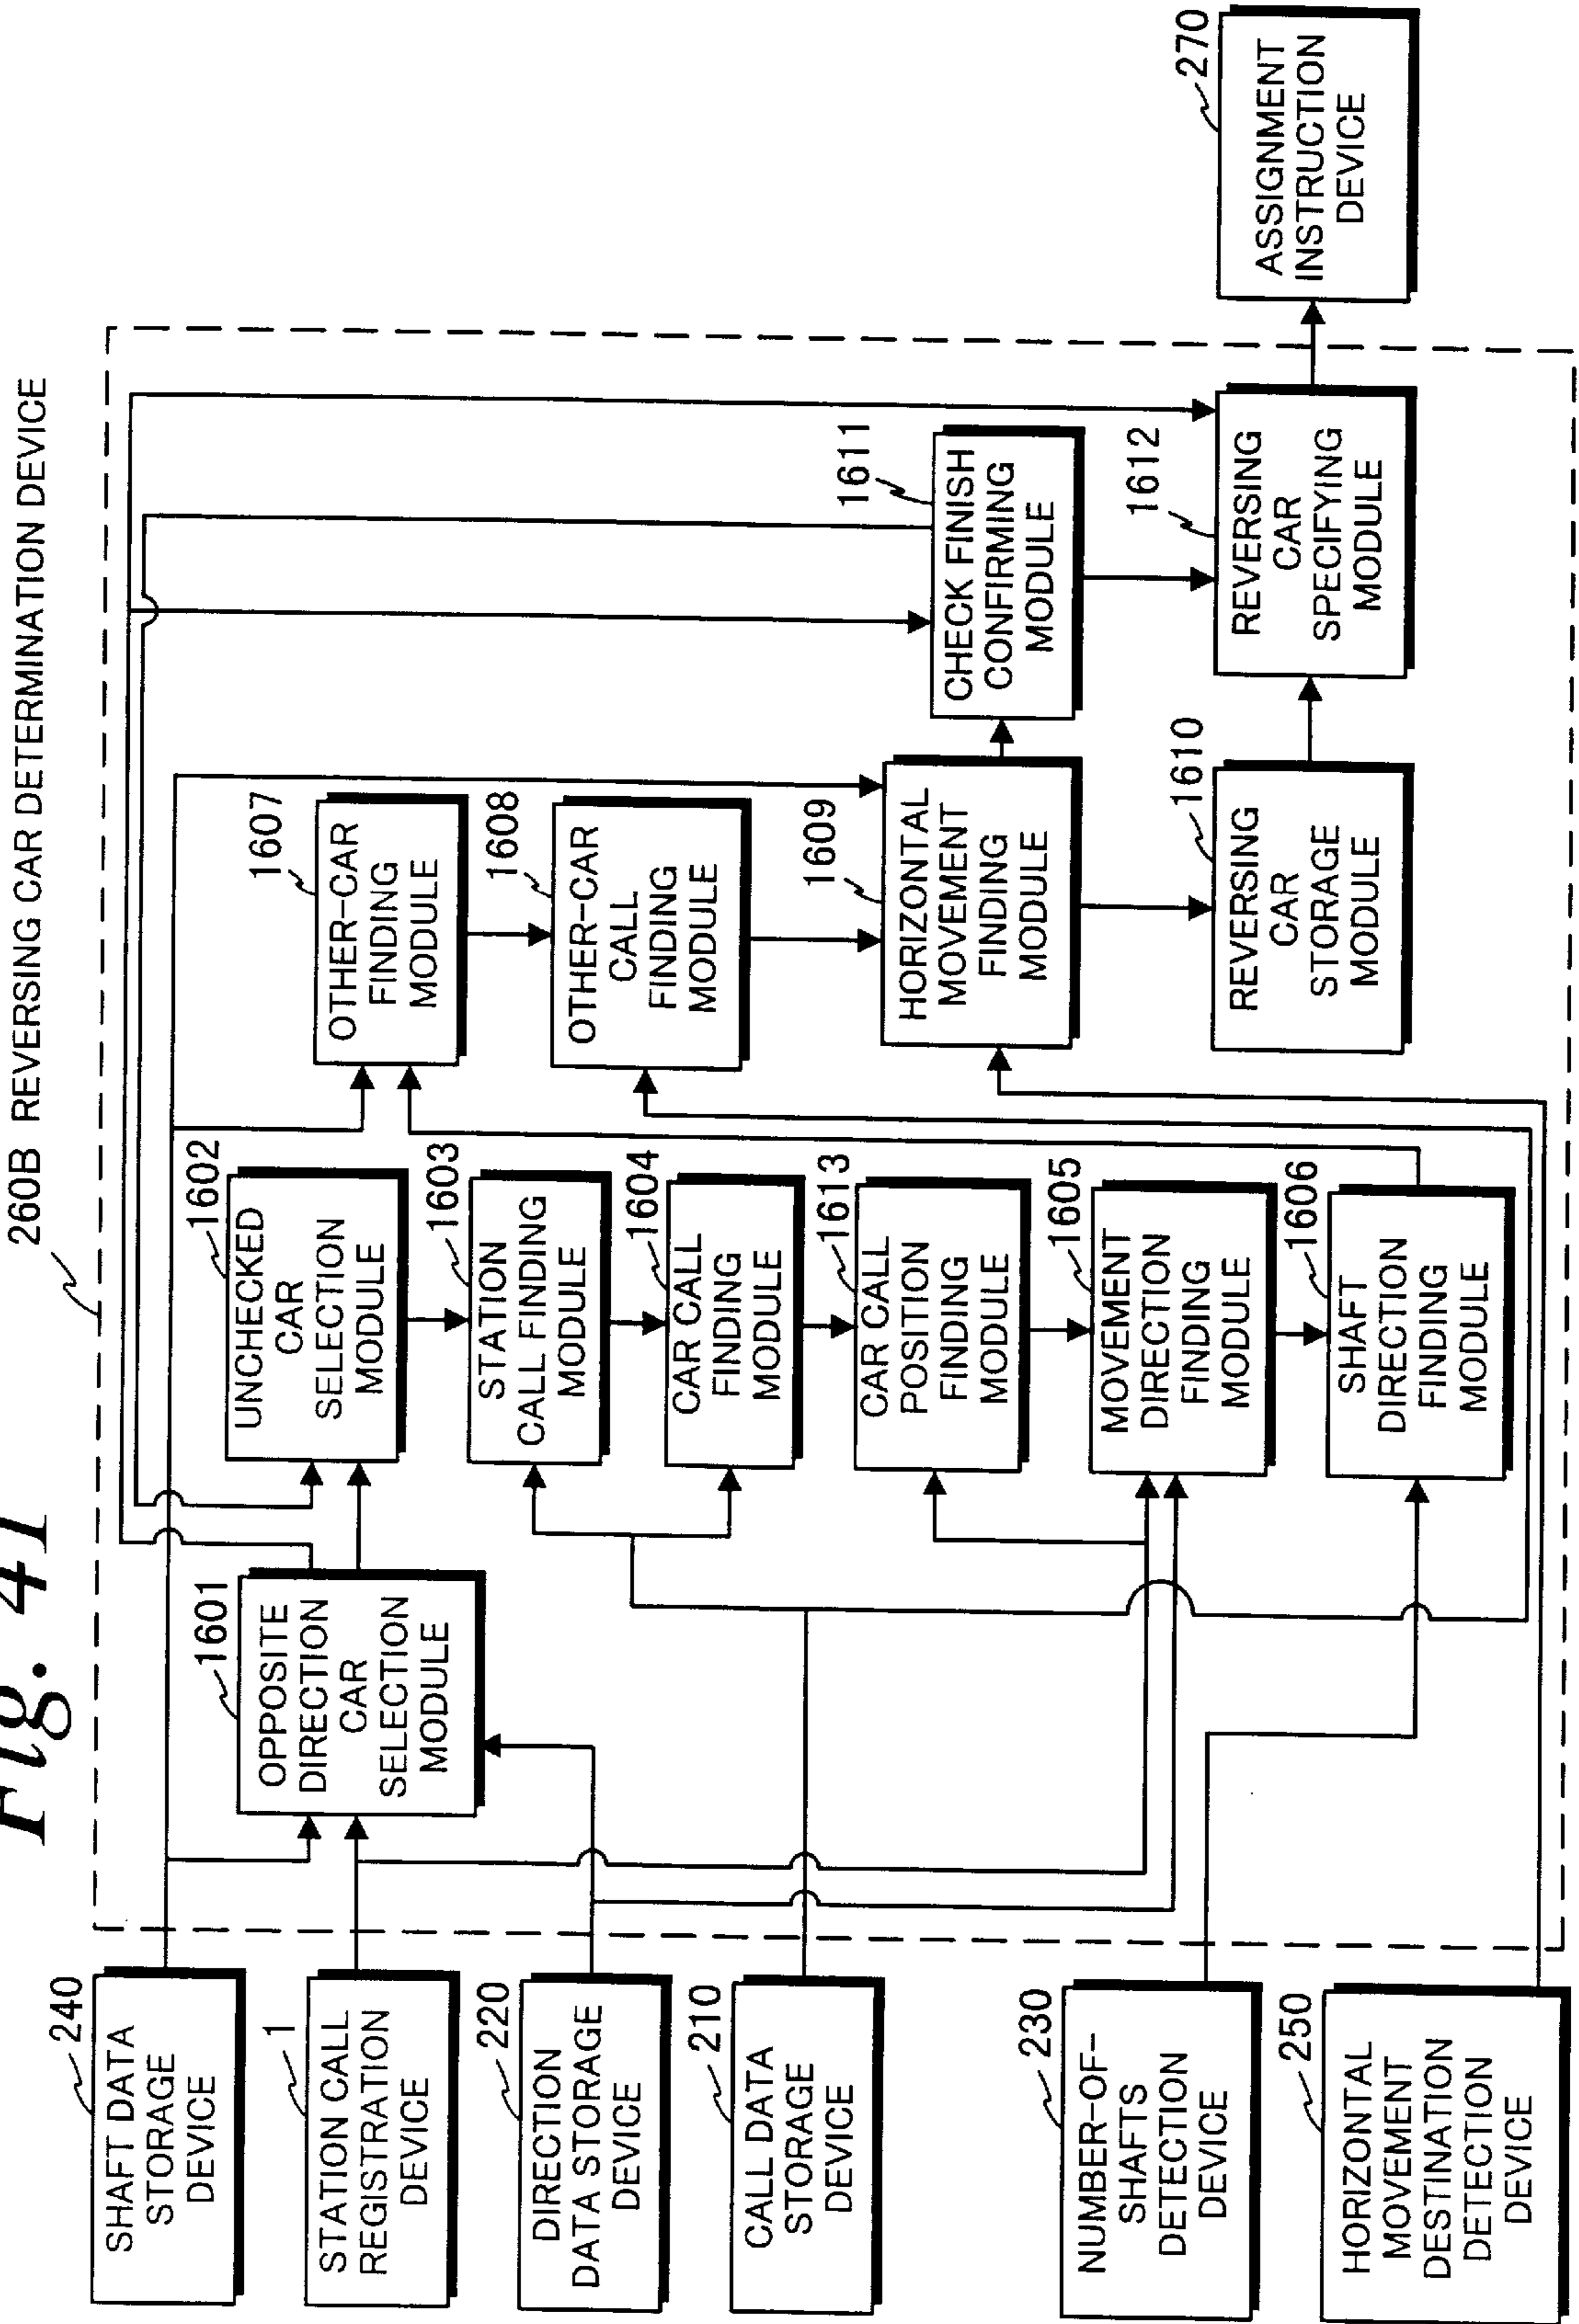 Fig. 41
260B REVERSING CAR DETERMINATION DEVICE
240
SHAFT DATA
STORAGE
DEVICE
1
STATION CALL
REGISTRATION
DEVICE
220
DIRECTION
DATA STORAGE
DEVICE
210
CALL DATA
STORAGE
DEVICE
230
NUMBER-OF-
SHAFTS
DETECTION
DEVICE
250
HORIZONTAL
MOVEMENT
DESTINATION
DETECTION
DEVICE
1601
OPPOSITE
DIRECTION
CAR
SELECTION
MODULE
1602
UNCHECKED
CAR
SELECTION
MODULE
1603
STATION
CALL FINDING
MODULE
1604
CAR CALL
FINDING
MODULE
1613
CAR CALL
POSITION
FINDING
MODULE
1605
MOVEMENT
DIRECTION
FINDING
MODULE
1606
SHAFT
DIRECTION
FINDING
MODULE
1607
OTHER-CAR
FINDING
MODULE
1608
OTHER-CAR
CALL
FINDING
MODULE
1609
HORIZONTAL
MOVEMENT
FINDING
MODULE
1610
REVERSING
CAR
STORAGE
MODULE
1611
CHECK FINISH
CONFIRMING
MODULE
1612
REVERSING
CAR
SPECIFYING
MODULE
270
ASSIGNMENT
INSTRUCTION
DEVICE